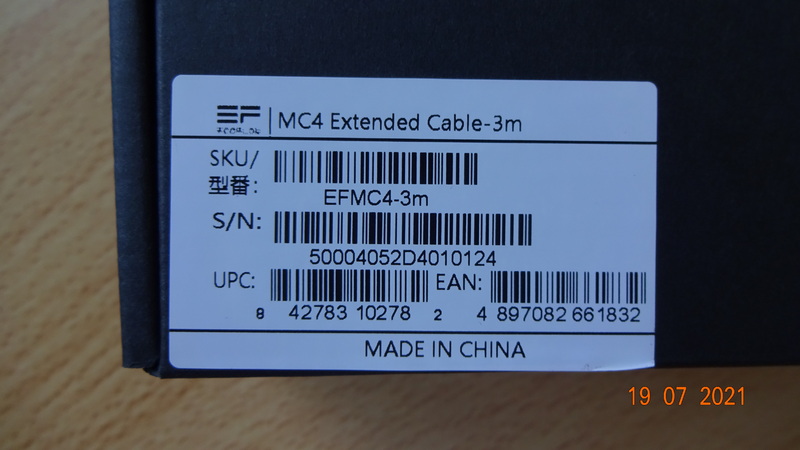 EF ECOFLOW | MC4 Extended Cable-3m
SKU/
型番:
EFMC4-3m
S/N:
50004052D4010124
UPC: EAN:
8 42783 10278 2 4 897082 661832
MADE IN CHINA
19 07 2021